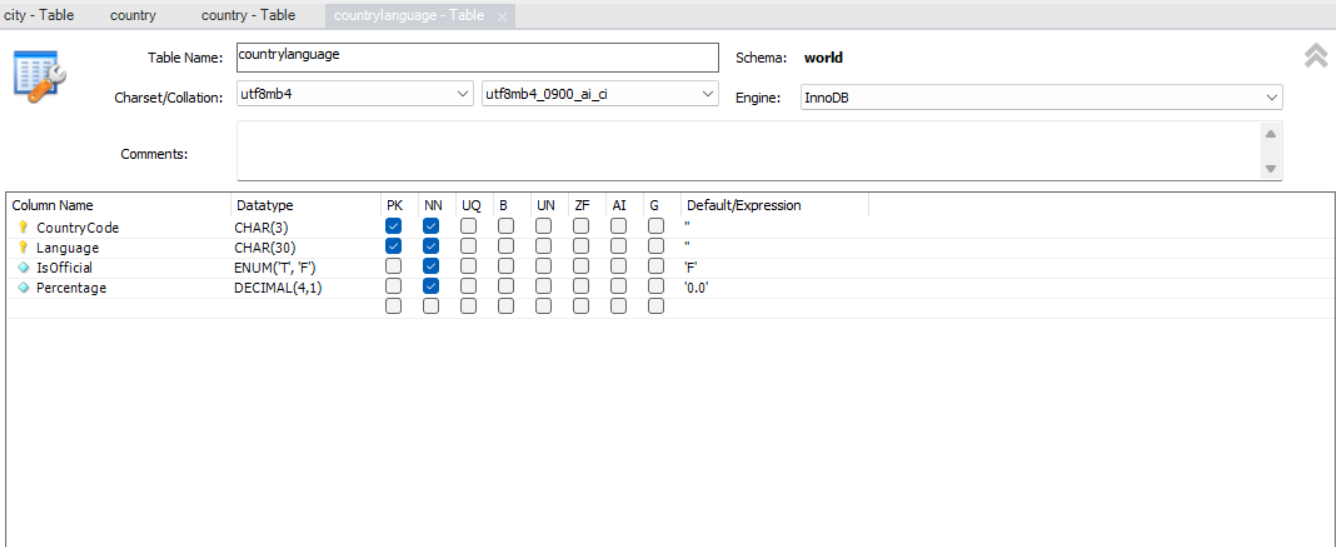 city - Table country country - Table countrylanguage - Table ×
Table Name: countrylanguage Schema: world
Charset/Collation: utf8mb4 utf8mb4_0900_ai_ci Engine: InnoDB
Comments:
Column Name Datatype PK NN UQ B UN ZF AI G Default/Expression
CountryCode CHAR(3) ''
Language CHAR(30) ''
IsOfficial ENUM('T', 'F') 'F'
Percentage DECIMAL(4,1) '0.0'